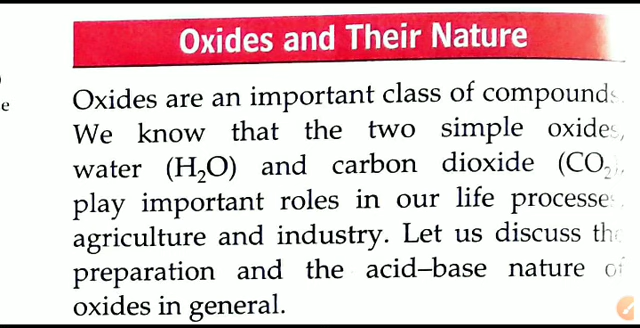 Oxides and Their Nature
e
Oxides are an important class of compounds.
We know that the two simple oxides,
water (H₂O) and carbon dioxide (CO₂),
play important roles in our life processes,
agriculture and industry. Let us discuss the
preparation and the acid–base nature of
oxides in general.